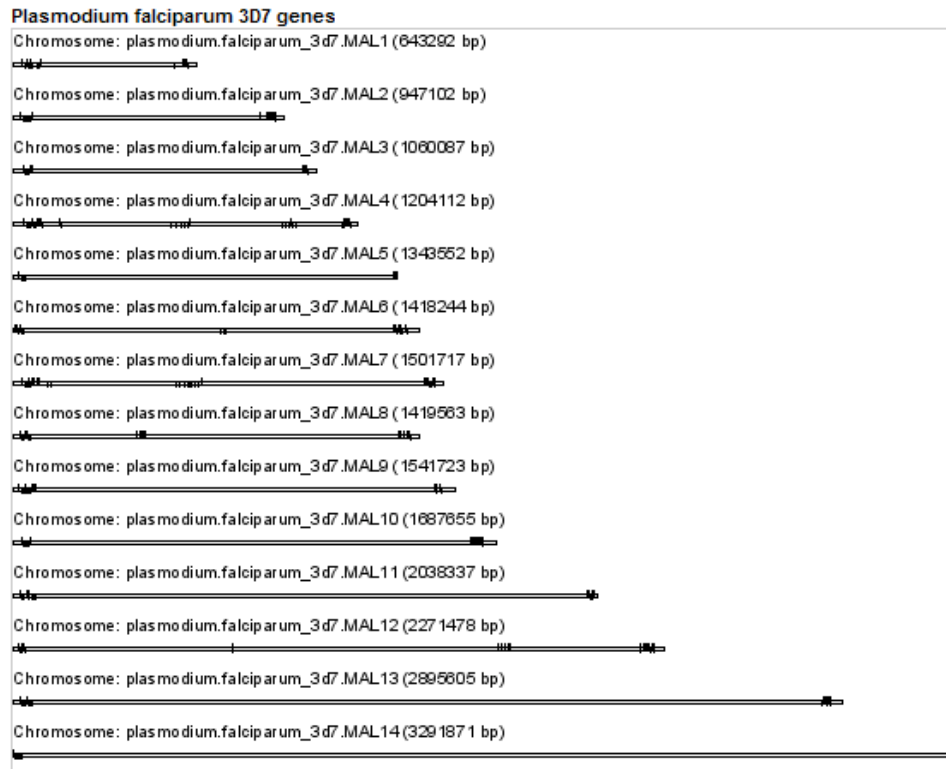 Plasmodium falciparum 3D7 genes
Chromosome: plasmodium.falciparum_3d7.MAL1 (643292 bp)
Chromosome: plasmodium.falciparum_3d7.MAL2 (947102 bp)
Chromosome: plasmodium.falciparum_3d7.MAL3 (1060087 bp)
Chromosome: plasmodium.falciparum_3d7.MAL4 (1204112 bp)
Chromosome: plasmodium.falciparum_3d7.MAL5 (1343552 bp)
Chromosome: plasmodium.falciparum_3d7.MAL6 (1418244 bp)
Chromosome: plasmodium.falciparum_3d7.MAL7 (1501717 bp)
Chromosome: plasmodium.falciparum_3d7.MAL8 (1419563 bp)
Chromosome: plasmodium.falciparum_3d7.MAL9 (1541723 bp)
Chromosome: plasmodium.falciparum_3d7.MAL10 (1687655 bp)
Chromosome: plasmodium.falciparum_3d7.MAL11 (2038337 bp)
Chromosome: plasmodium.falciparum_3d7.MAL12 (2271478 bp)
Chromosome: plasmodium.falciparum_3d7.MAL13 (2895605 bp)
Chromosome: plasmodium.falciparum_3d7.MAL14 (3291871 bp)